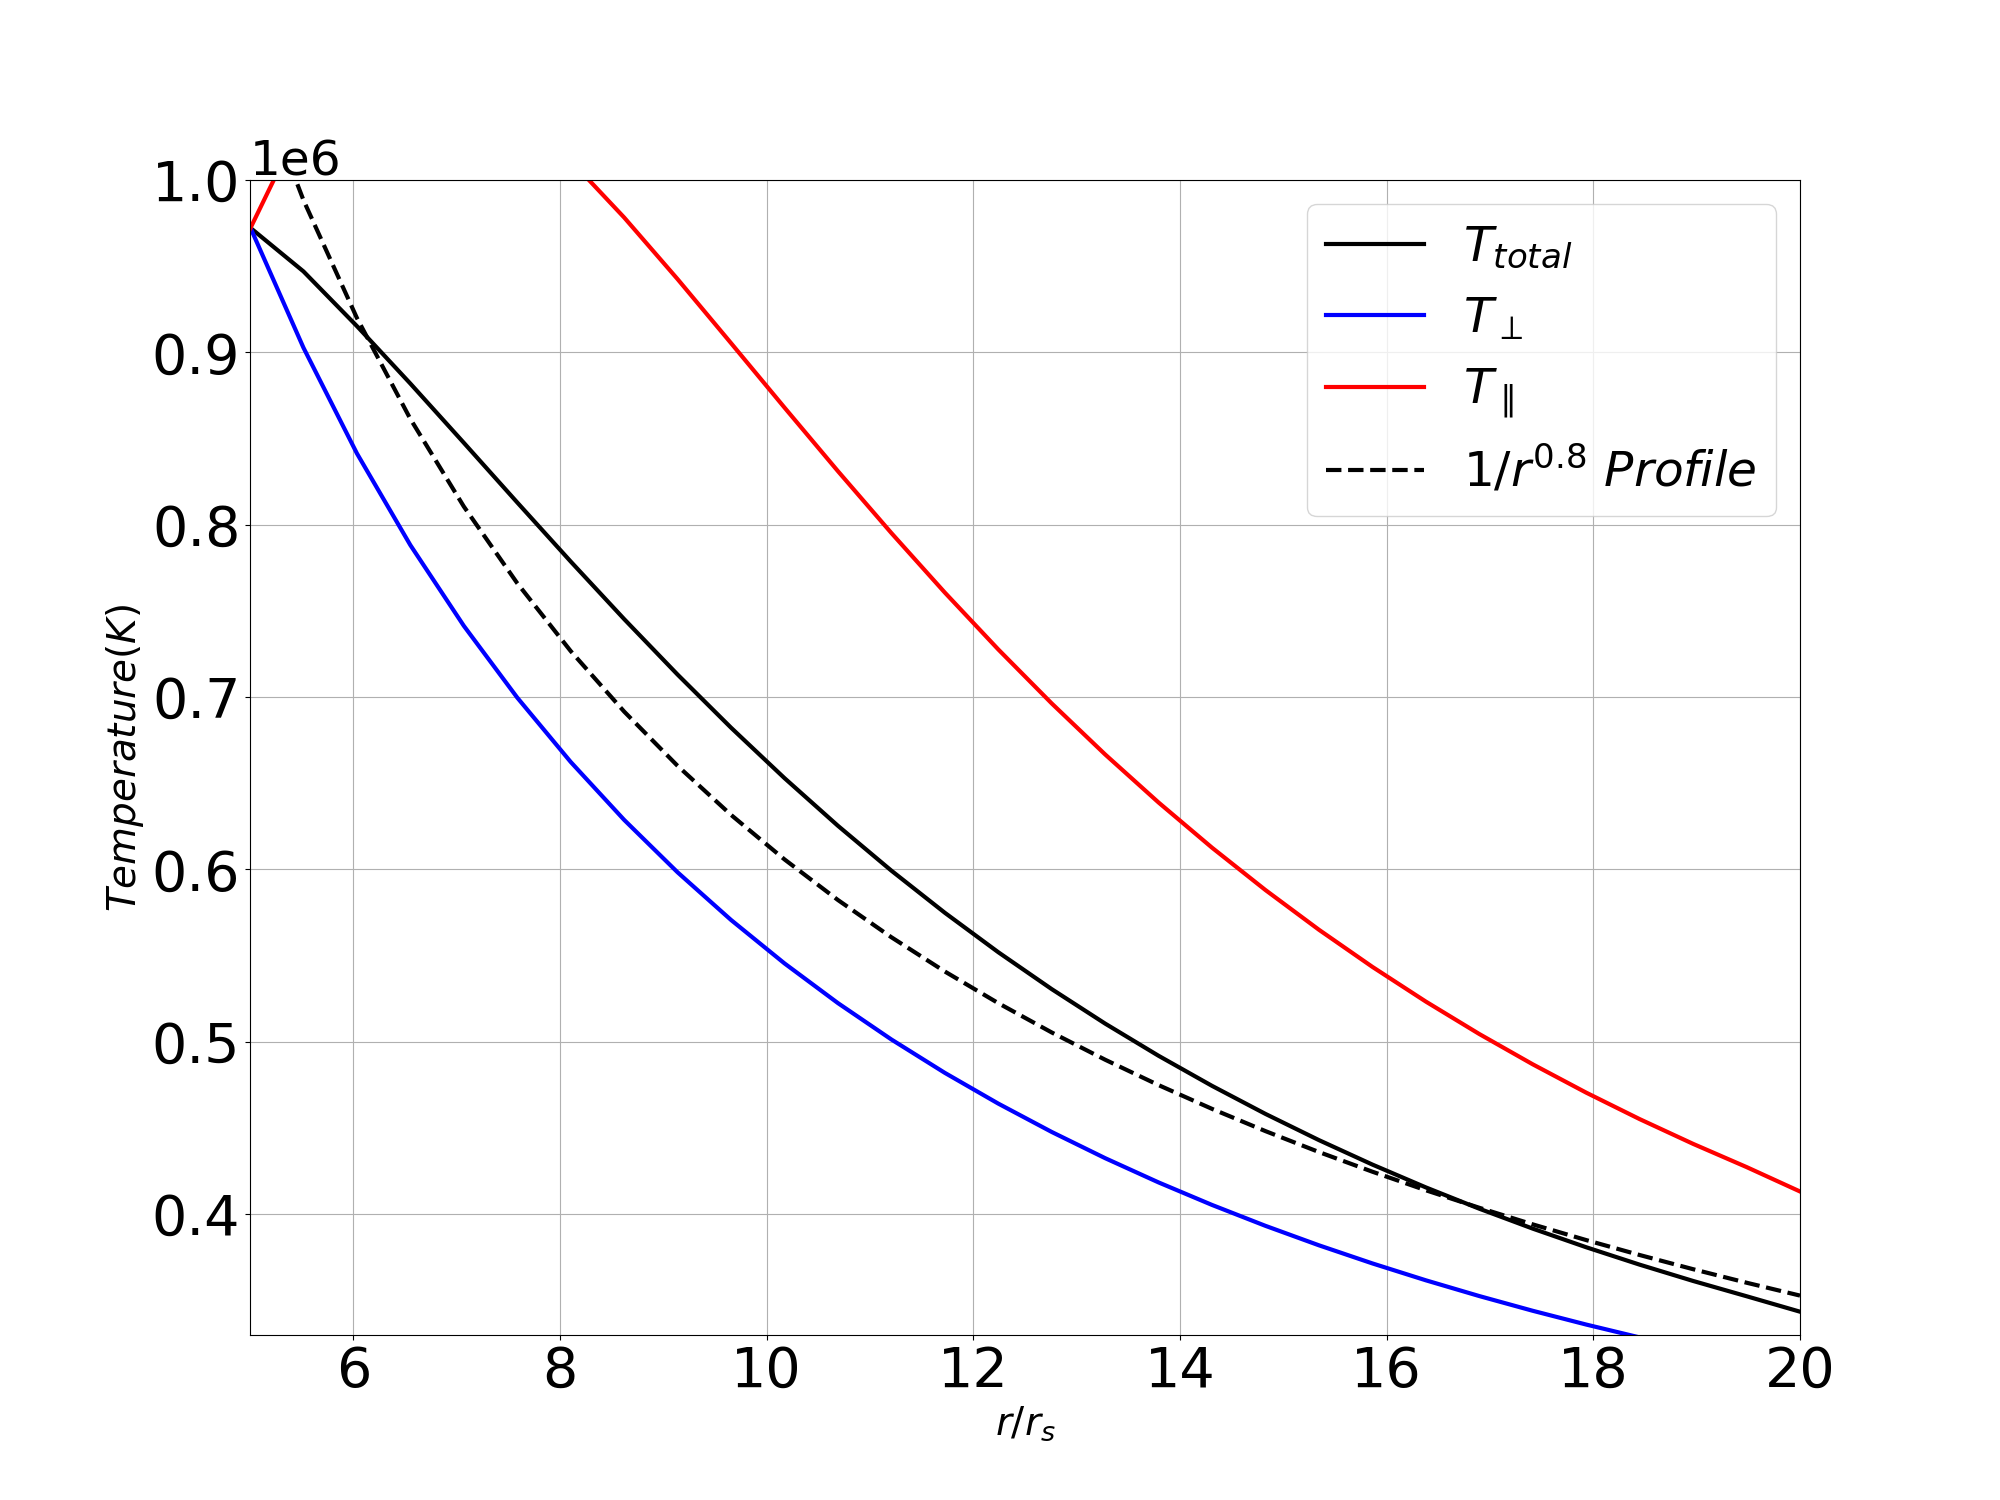 1e6
1.0
0.9
0.8
0.7
0.6
0.5
0.4
Temperature(K)
T_total
T_⊥
T_∥
1/r^0.8 Profile
6 8 10 12 14 16 18 20
r/r_s